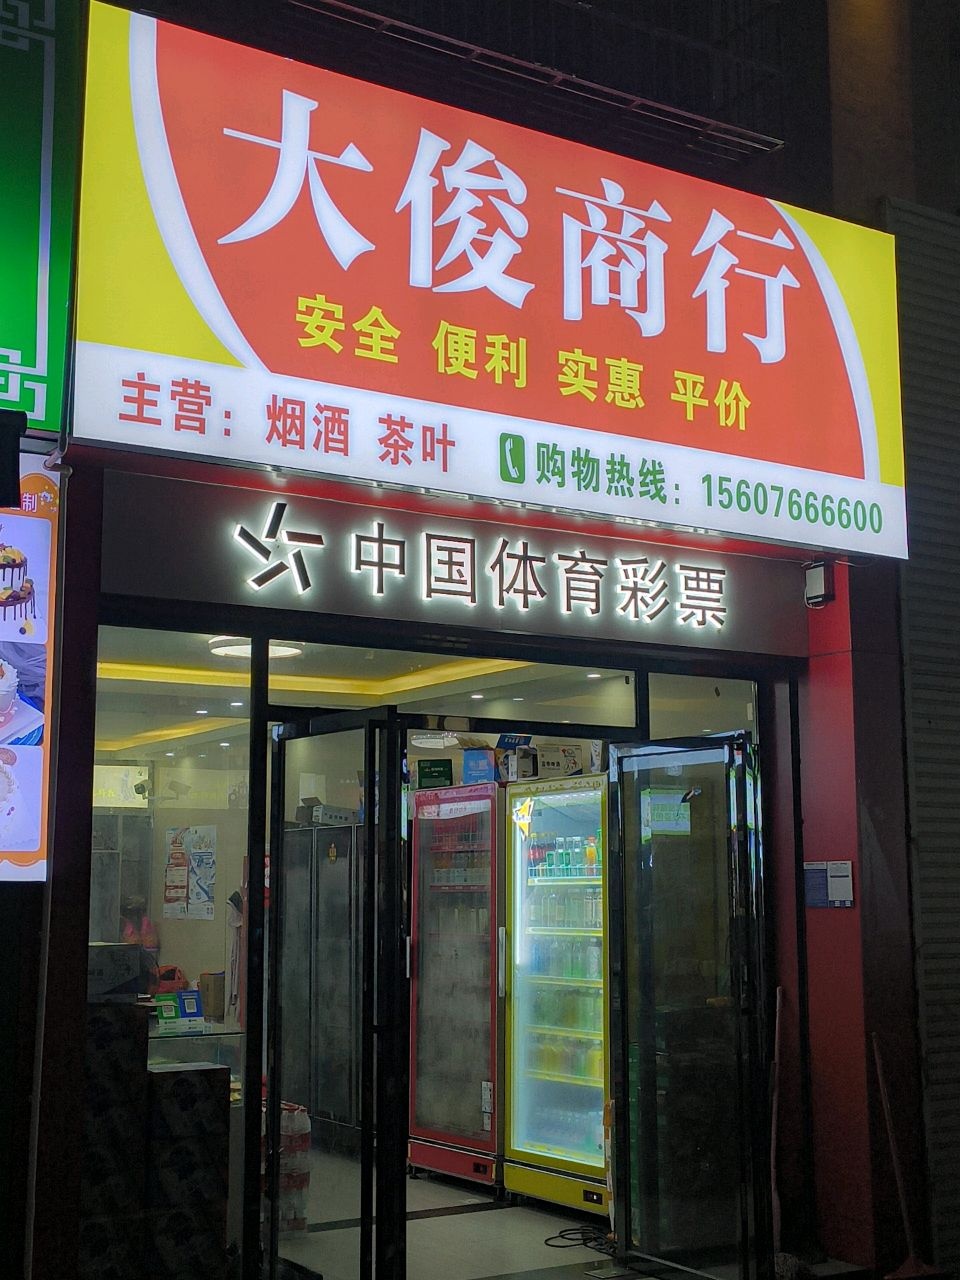 大俊商行
安全 便利 实惠 平价
主营：烟酒 茶叶 购物热线：15607666600
中国体育彩票
制